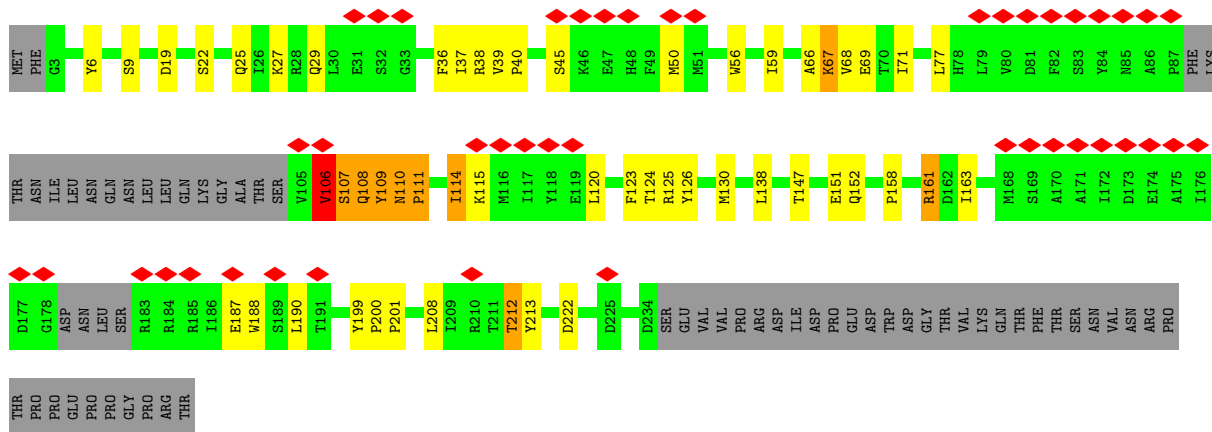 MET PHE G3 Y6 S9 D19 S22 Q25 I26 K27 R28 Q29 L30 E31 S32 G33 F36 I37 R38 V39 P40 S45 K46 E47 H48 F49 M50 M51 W56 I59 A66 K67 V68 E69 T70 I71 L77 H78 L79 V80 D81 F82 S83 Y84 N85 A86 P87 PHE LYS
THR ASN ILE LEU ASN GLN ASN LEU LEU GLN LYS GLY ALA THR SER V105 V106 S107 Q108 Y109 N110 P111 I114 K115 M116 I117 Y118 E119 L120 F123 T124 R125 Y126 M130 L138 T147 E151 Q152 P158 R161 D162 I163 M168 S169 A170 A171 I172 D173 E174 A175 I176
D177 G178 ASP ASN LEU SER R183 R184 R185 I186 E187 W188 S189 L190 T191 Y199 P200 P201 L208 I209 R210 T211 T212 Y213 D222 D225 D234 SER GLU VAL VAL PRO ARG ASP ILE ASP PRO GLU ASP TRP ASP GLY THR VAL LYS GLN THR PHE THR SER ASN VAL ASN ARG PRO
THR PRO PRO GLU PRO PRO GLY PRO ARG THR